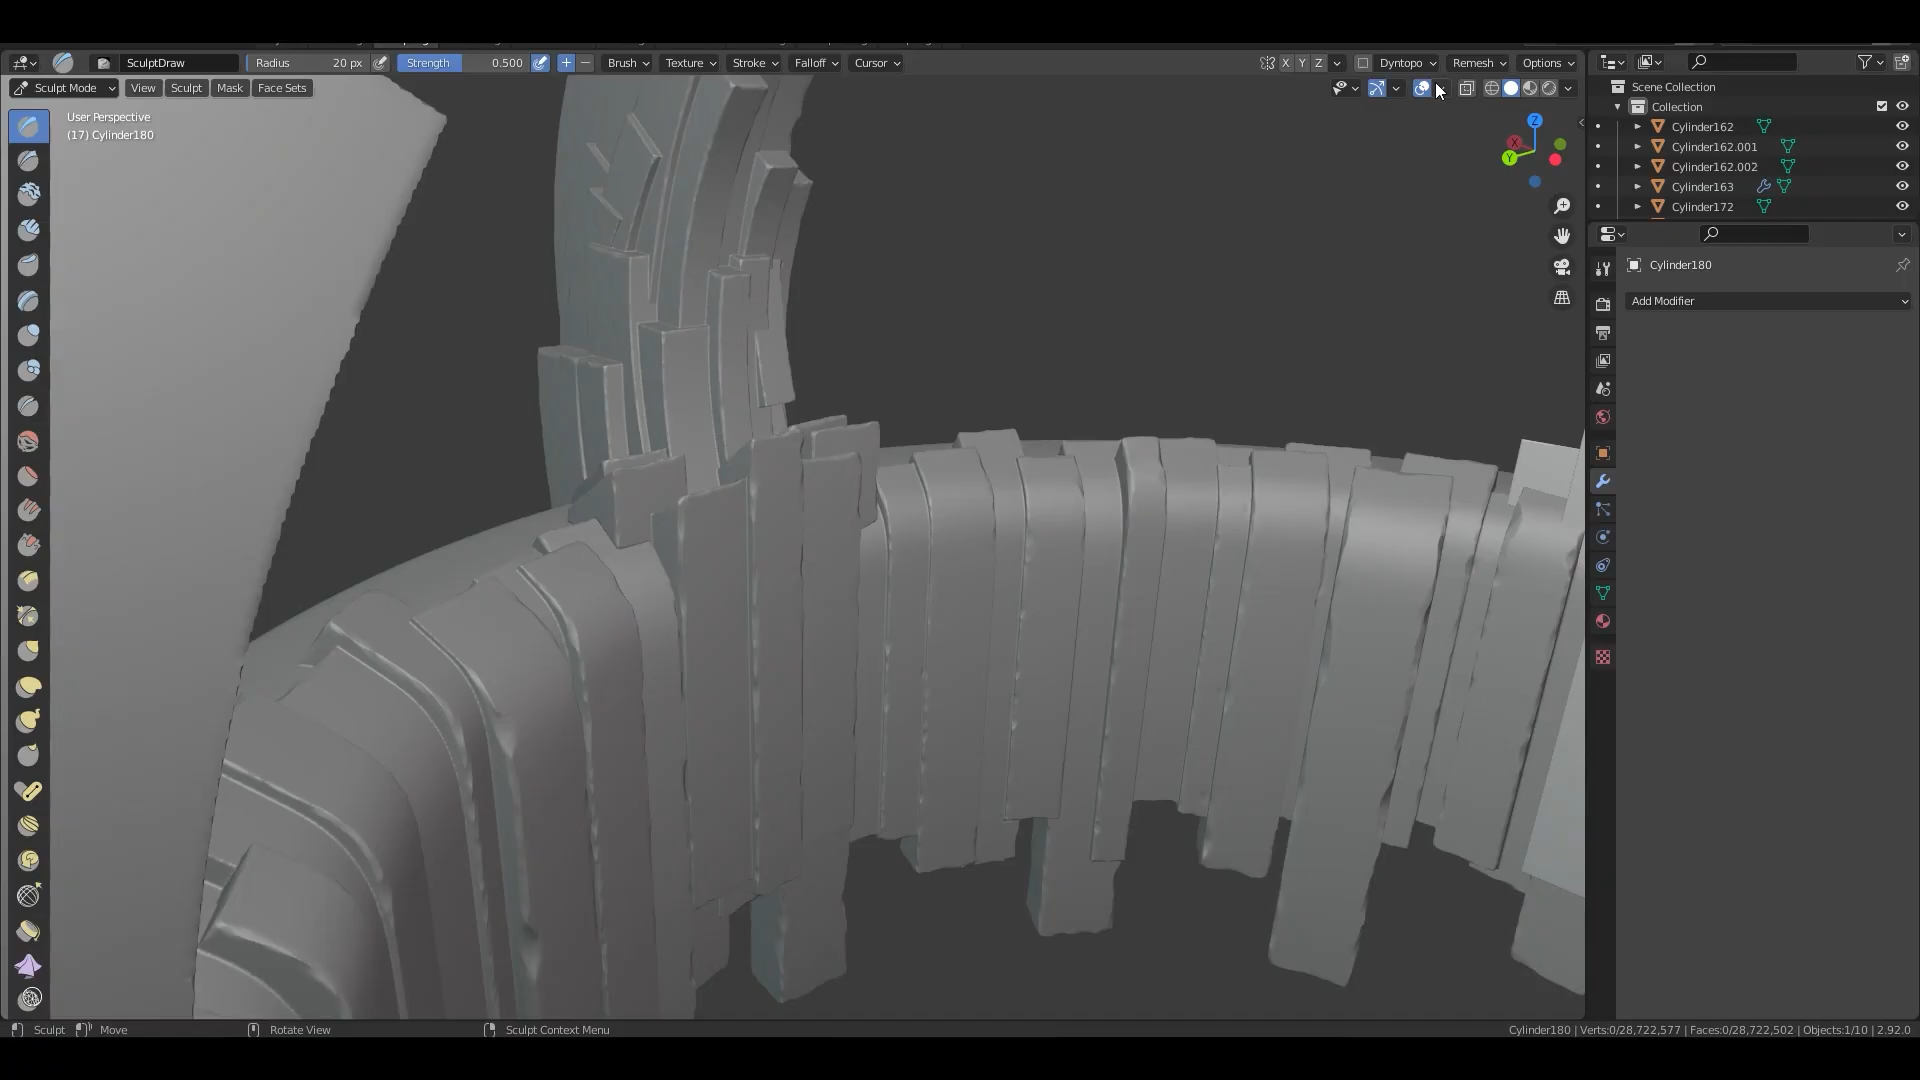 SculptDraw Radius 20 px Strength 0.500 Brush Texture Stroke Falloff Cursor X Y Z Dyntopo Remesh Options
Sculpt Mode View Sculpt Mask Face Sets
User Perspective
(17) Cylinder180
Z
X
Y
Scene Collection
Collection
Cylinder162
Cylinder162.001
Cylinder162.002
Cylinder163
Cylinder172
Cylinder180
Add Modifier
Sculpt Move Rotate View Sculpt Context Menu Cylinder180 | Verts:0/28,722,577 | Faces:0/28,722,502 | Objects:1/10 | 2.92.0